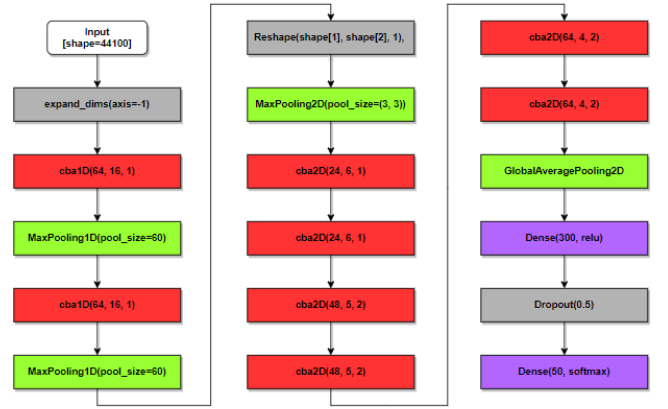 Input
[shape=44100]
expand_dims(axis=-1)
cba1D(64, 16, 1)
MaxPooling1D(pool_size=60)
cba1D(64, 16, 1)
MaxPooling1D(pool_size=60)
Reshape(shape[1], shape[2], 1),
MaxPooling2D(pool_size=(3, 3))
cba2D(24, 6, 1)
cba2D(24, 6, 1)
cba2D(48, 5, 2)
cba2D(48, 5, 2)
cba2D(64, 4, 2)
cba2D(64, 4, 2)
GlobalAveragePooling2D
Dense(300, relu)
Dropout(0.5)
Dense(50, softmax)